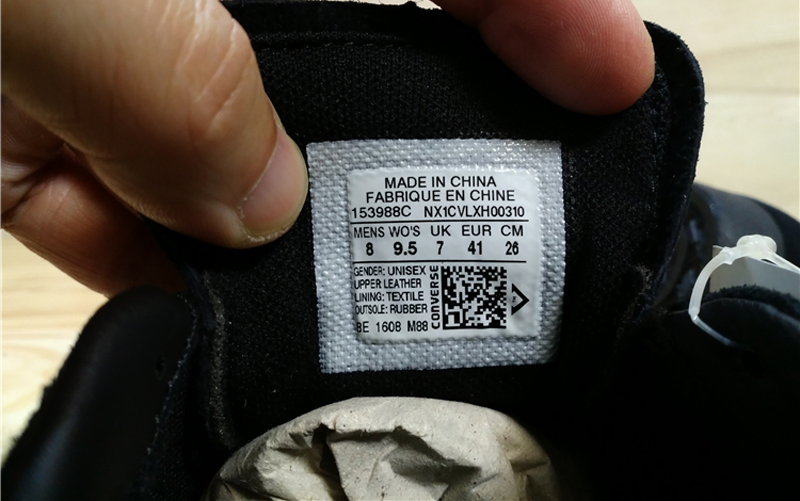 MADE IN CHINA
FABRIQUE EN CHINE
153988C NX1CVLXH00310
MENS WO'S UK EUR CM
8 9.5 7 41 26
GENDER: UNISEX
UPPER LEATHER
LINING: TEXTILE
OUTSOLE: RUBBER
BE 1608 M88
CONVERSE